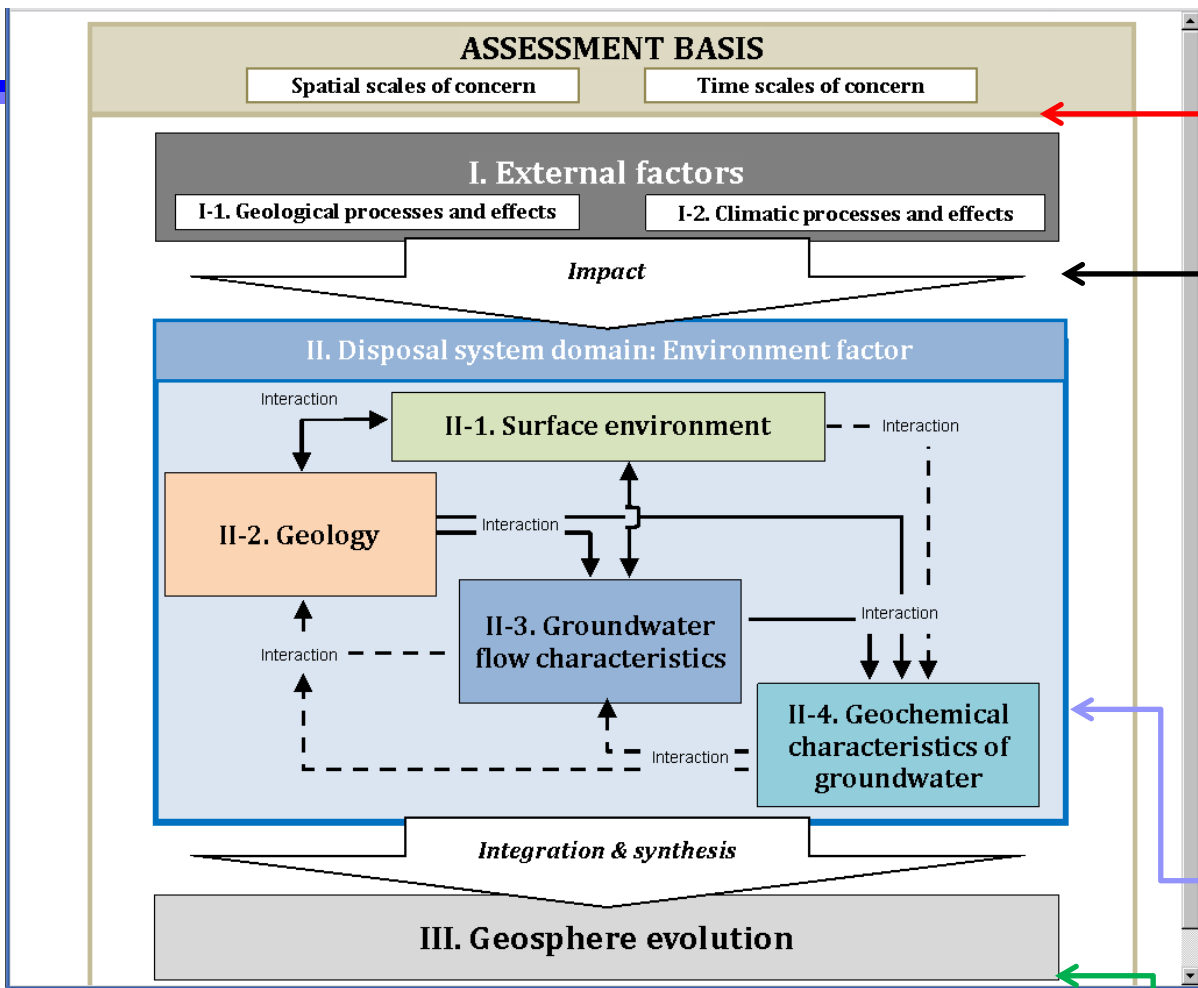 ASSESSMENT BASIS
Spatial scales of concern
Time scales of concern
I. External factors
I-1. Geological processes and effects
I-2. Climatic processes and effects
Impact
II. Disposal system domain: Environment factor
Interaction
II-1. Surface environment
Interaction
II-2. Geology
Interaction
Interaction
II-3. Groundwater
flow characteristics
Interaction
II-4. Geochemical
characteristics of
groundwater
Interaction
Integration & synthesis
III. Geosphere evolution